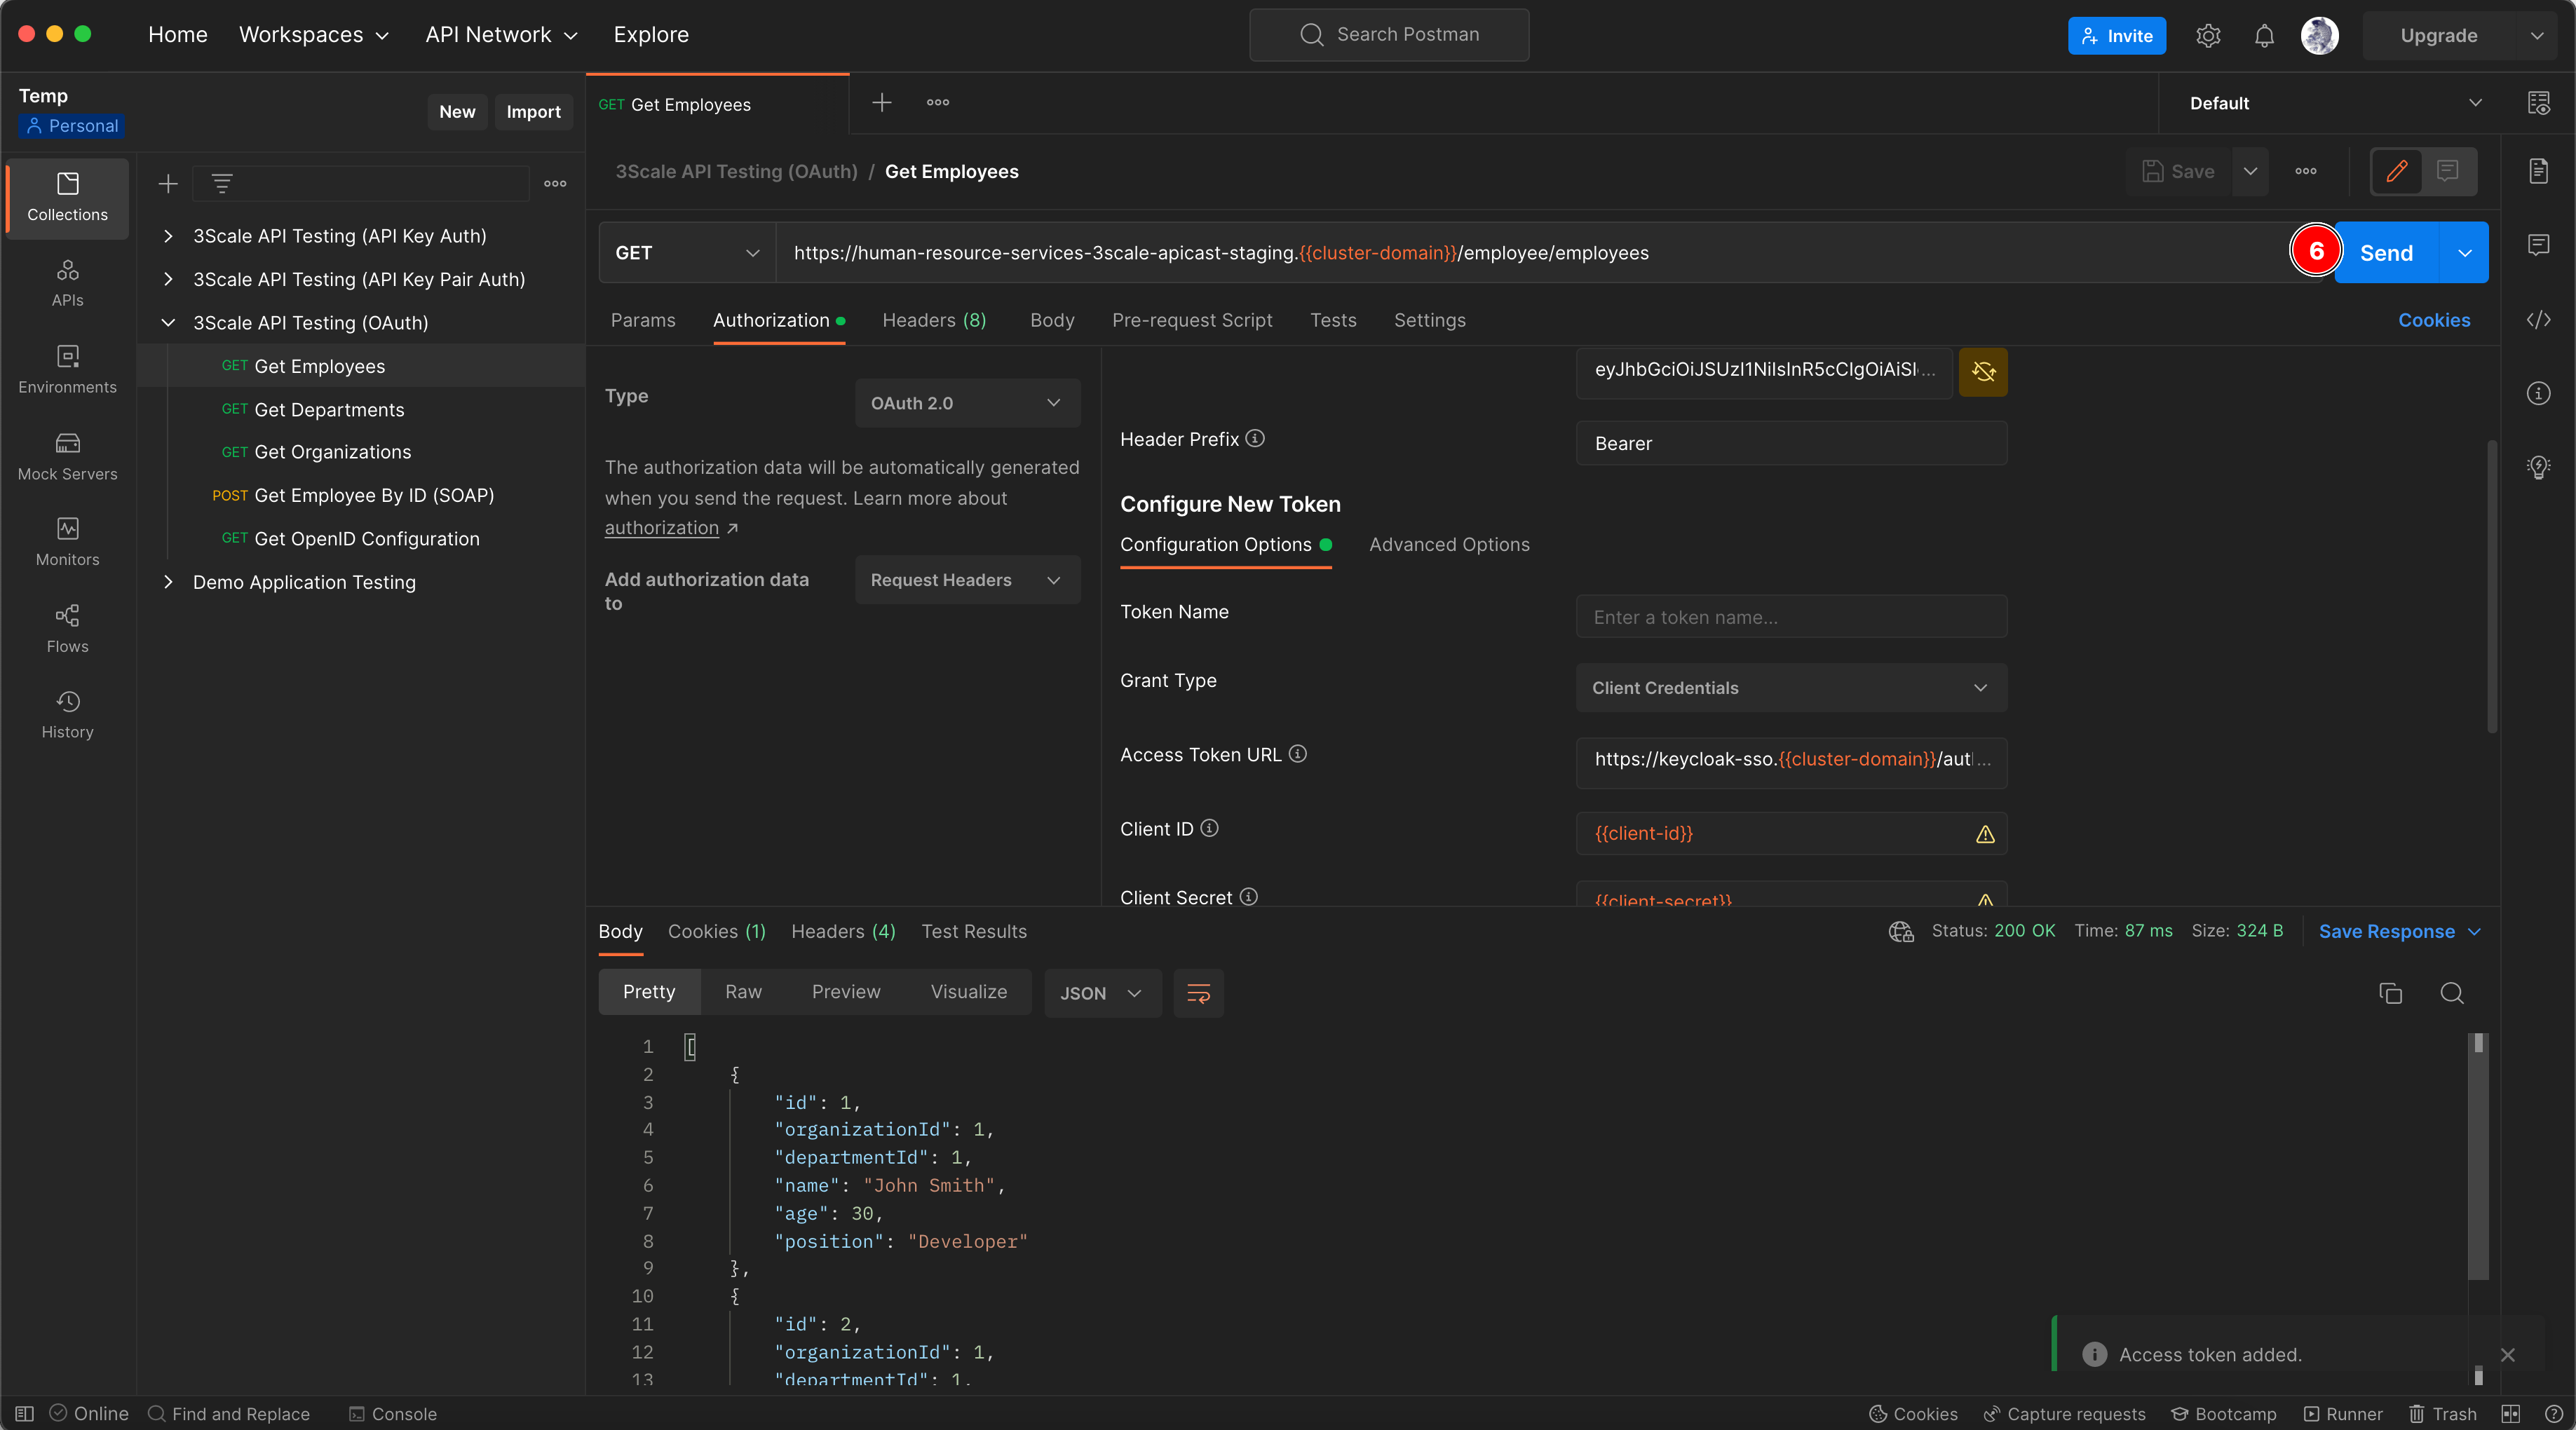 Home Workspaces API Network Explore
Search Postman
Invite
Upgrade
Temp
Personal
New Import
GET Get Employees
Default
Collections
APIs
Environments
Mock Servers
Monitors
Flows
History
3Scale API Testing (API Key Auth)
3Scale API Testing (API Key Pair Auth)
3Scale API Testing (OAuth)
GET Get Employees
GET Get Departments
GET Get Organizations
POST Get Employee By ID (SOAP)
GET Get OpenID Configuration
Demo Application Testing
3Scale API Testing (OAuth) / Get Employees
Save
GET https://human-resource-services-3scale-apicast-staging.{{cluster-domain}}/employee/employees
6 Send
Params Authorization Headers (8) Body Pre-request Script Tests Settings
Cookies
Type
OAuth 2.0
The authorization data will be automatically generated
when you send the request. Learn more about
authorization ↗
Add authorization data
to
Request Headers
Header Prefix
Bearer
Configure New Token
Configuration Options Advanced Options
Token Name
Enter a token name...
Grant Type
Client Credentials
Access Token URL
https://keycloak-sso.{{cluster-domain}}/aut...
Client ID
{{client-id}}
Client Secret
{{client-secret}}
Body Cookies (1) Headers (4) Test Results
Status: 200 OK Time: 87 ms Size: 324 B Save Response
Pretty Raw Preview Visualize JSON
1 [
2 {
3 "id": 1,
4 "organizationId": 1,
5 "departmentId": 1,
6 "name": "John Smith",
7 "age": 30,
8 "position": "Developer"
9 },
10 {
11 "id": 2,
12 "organizationId": 1,
13 "departmentId": 1,
Access token added.
Online Find and Replace Console
Cookies Capture requests Bootcamp Runner Trash